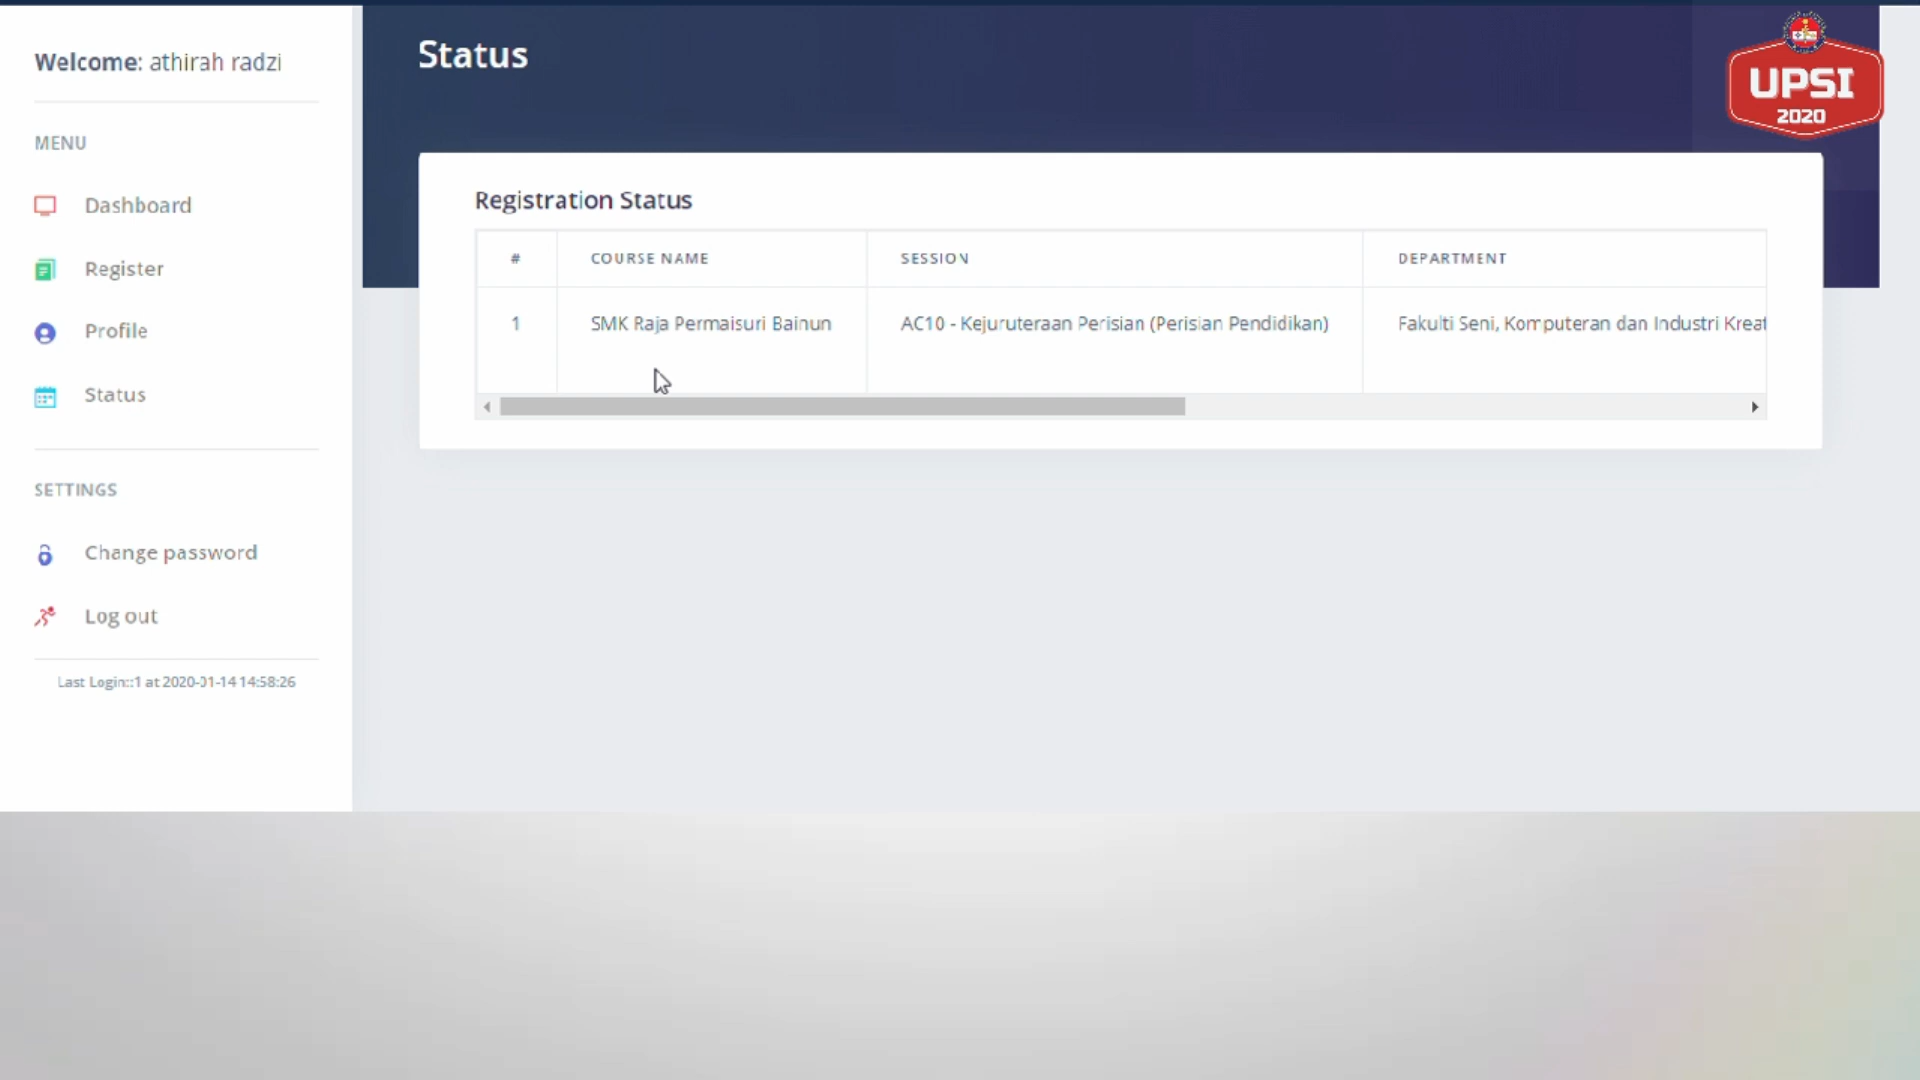 Welcome: athirah radzi
MENU
Dashboard
Register
Profile
Status
SETTINGS
Change password
Log out
Last Login::1 at 2020-01-14 14:58:26
Status
UPSI
2020
Registration Status
# COURSE NAME SESSION DEPARTMENT
1 SMK Raja Permaisuri Bainun AC10 - Kejuruteraan Perisian (Perisian Pendidikan) Fakulti Seni, Komputeran dan Industri Kreat